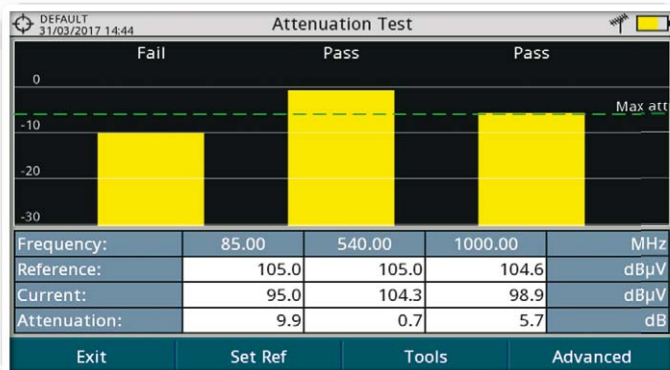 DEFAULT
31/03/2017 14:44
Attenuation Test
Fail Pass Pass
0
Max att
-10
-20
-30
Frequency: 85.00 540.00 1000.00 MHz
Reference: 105.0 105.0 104.6 dBµV
Current: 95.0 104.3 98.9 dBµV
Attenuation: 9.9 0.7 5.7 dB
Exit Set Ref Tools Advanced